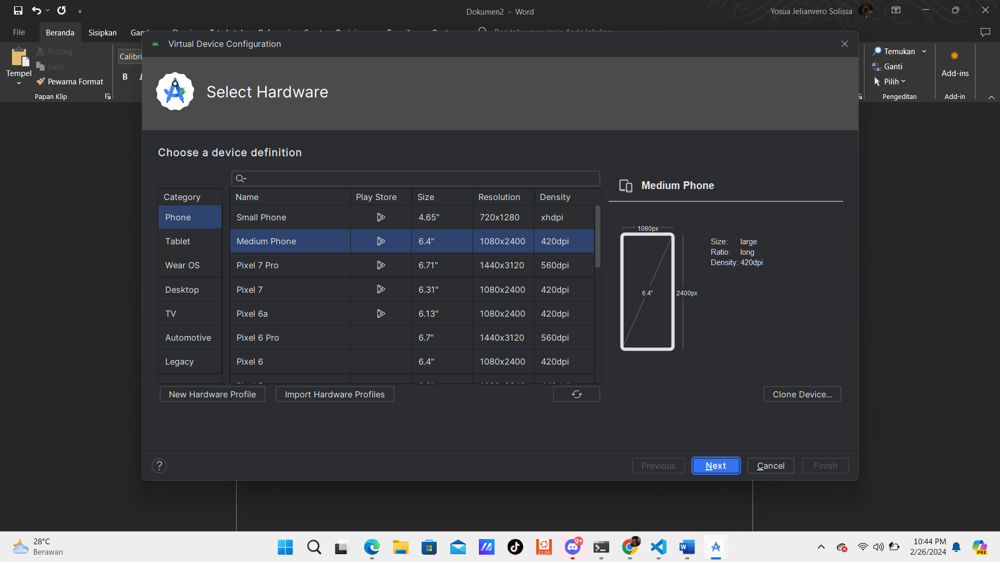 Dokumen2 - Word
Yosua Jelianvero Solissa
File
Beranda
Sisipkan
Tempel
Potong
Salin
Pewarna Format
Papan Klip
Calibri
B
Temukan
Ganti
Pilih
Pengeditan
Add-ins
Add-in
Virtual Device Configuration
Select Hardware
Choose a device definition
Category
Phone
Tablet
Wear OS
Desktop
TV
Automotive
Legacy
Name Play Store Size Resolution Density
Small Phone 4.65" 720x1280 xhdpi
Medium Phone 6.4" 1080x2400 420dpi
Pixel 7 Pro 6.71" 1440x3120 560dpi
Pixel 7 6.31" 1080x2400 420dpi
Pixel 6a 6.13" 1080x2400 420dpi
Pixel 6 Pro 6.7" 1440x3120 560dpi
Pixel 6 6.4" 1080x2400 420dpi
Medium Phone
1080px
6.4"
2400px
Size: large
Ratio: long
Density: 420dpi
New Hardware Profile
Import Hardware Profiles
Clone Device...
?
Previous
Next
Cancel
Finish
28°C
Berawan
22.04
9+
10:44 PM
2/26/2024
PRE